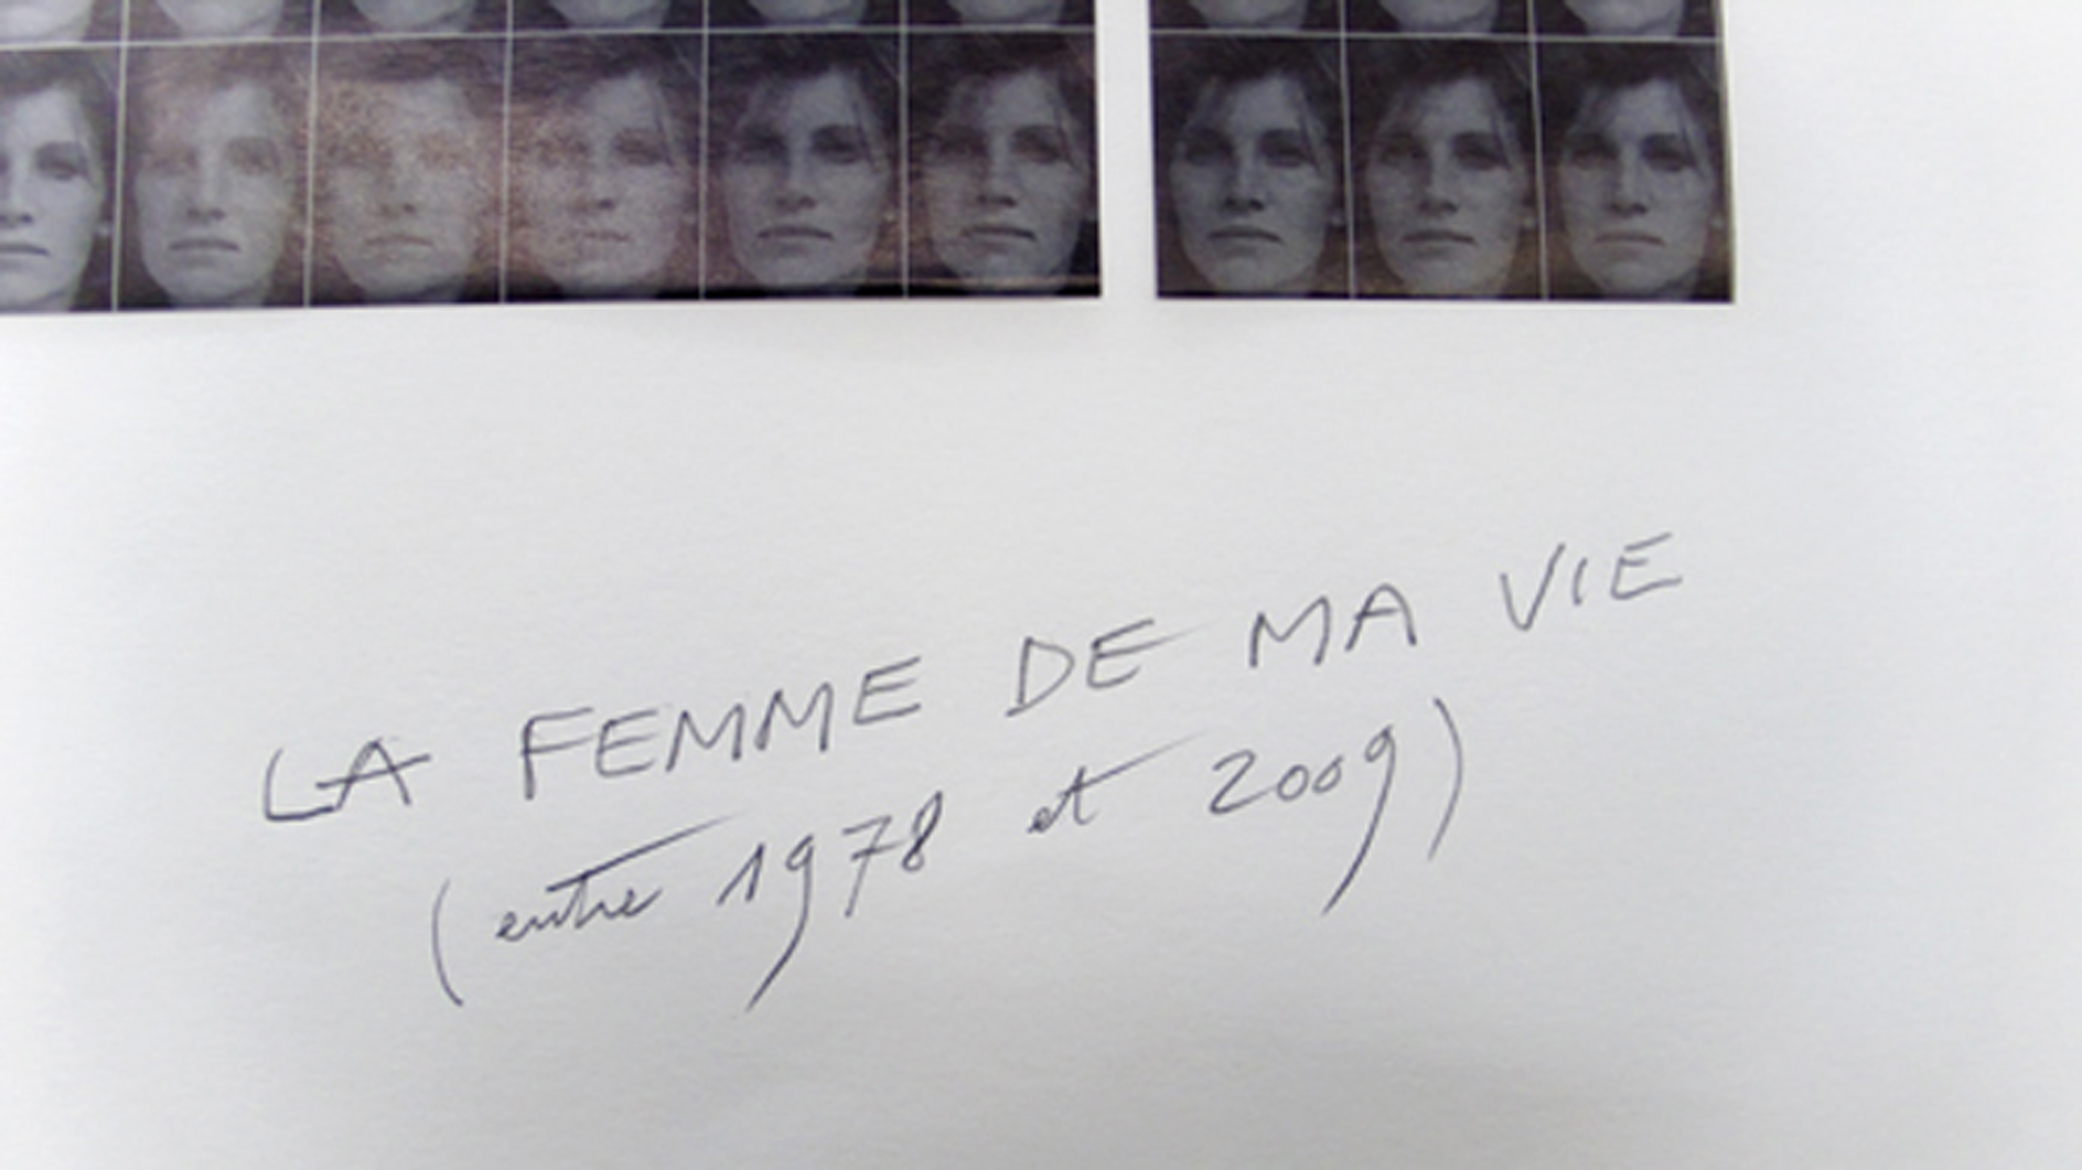 LA FEMME DE MA VIE
(entre 1978 et 2009)